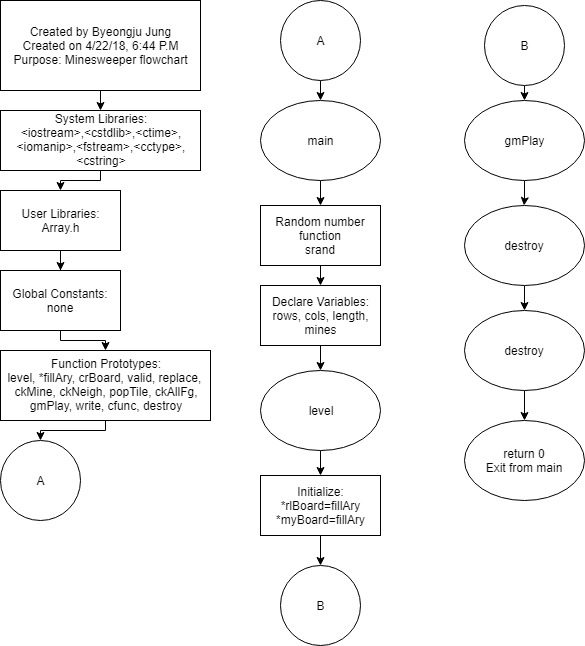 Created by Byeongju Jung
Created on 4/22/18, 6:44 P.M
Purpose: Minesweeper flowchart
System Libraries:
<iostream>,<cstdlib>,<ctime>,
<iomanip>,<fstream>,<cctype>,
<cstring>
User Libraries:
Array.h
Global Constants:
none
Function Prototypes:
level, *fillAry, crBoard, valid, replace,
ckMine, ckNeigh, popTile, ckAllFg,
gmPlay, write, cfunc, destroy
A
A
main
Random number
function
srand
Declare Variables:
rows, cols, length,
mines
level
Initialize:
*rlBoard=fillAry
*myBoard=fillAry
B
B
gmPlay
destroy
destroy
return 0
Exit from main